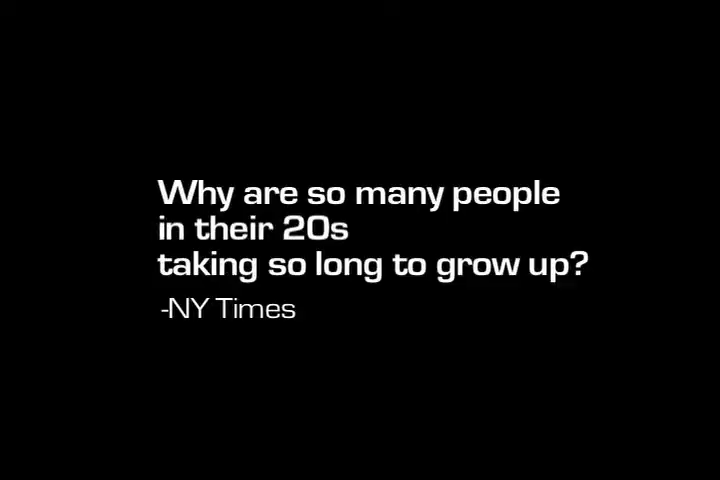 Why are so many people
in their 20s
taking so long to grow up?
-NY Times